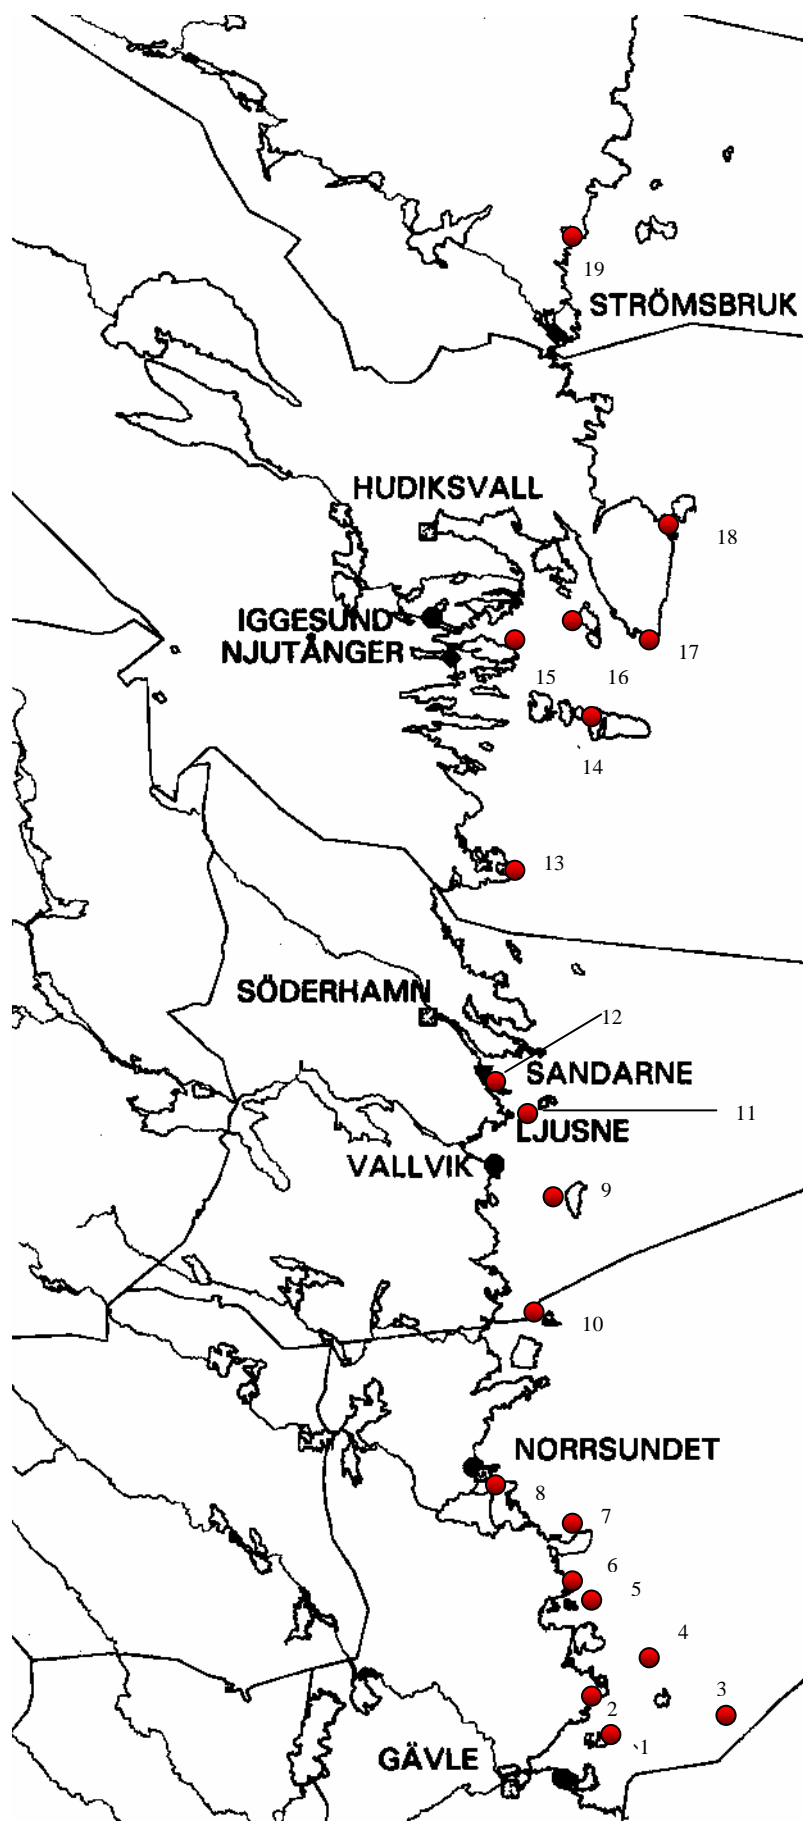 19
STRÖMSBRUK
HUDIKSVALL
18
IGGESUND
NJUTÅNGER
17
15
16
14
13
SÖDERHAMN
12
SANDARNE
11
LJUSNE
VALLVIK
9
10
NORRSUNDET
8
7
6
5
4
3
2
1
GÄVLE